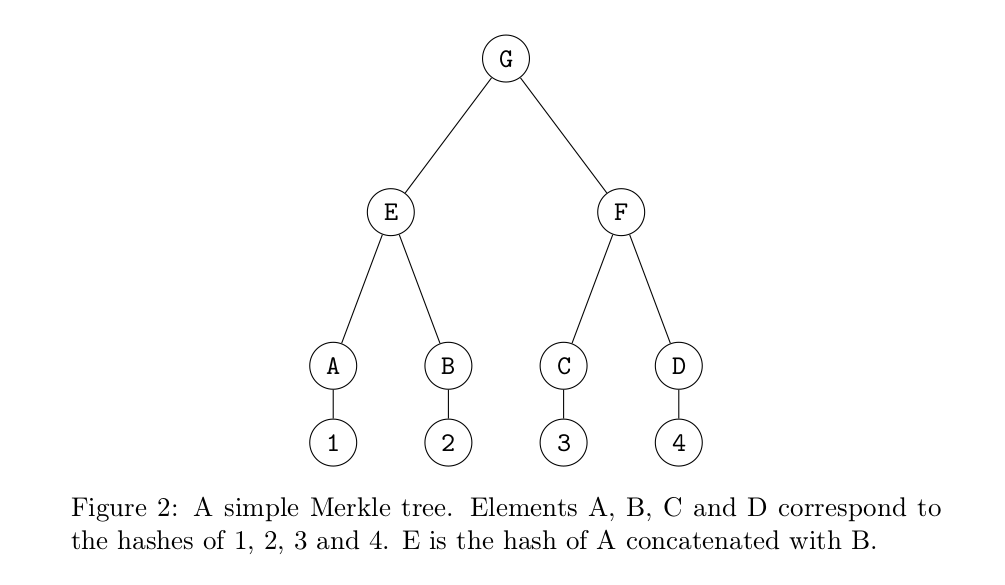 G
E F
A B C D
1 2 3 4
Figure 2: A simple Merkle tree. Elements A, B, C and D correspond to
the hashes of 1, 2, 3 and 4. E is the hash of A concatenated with B.